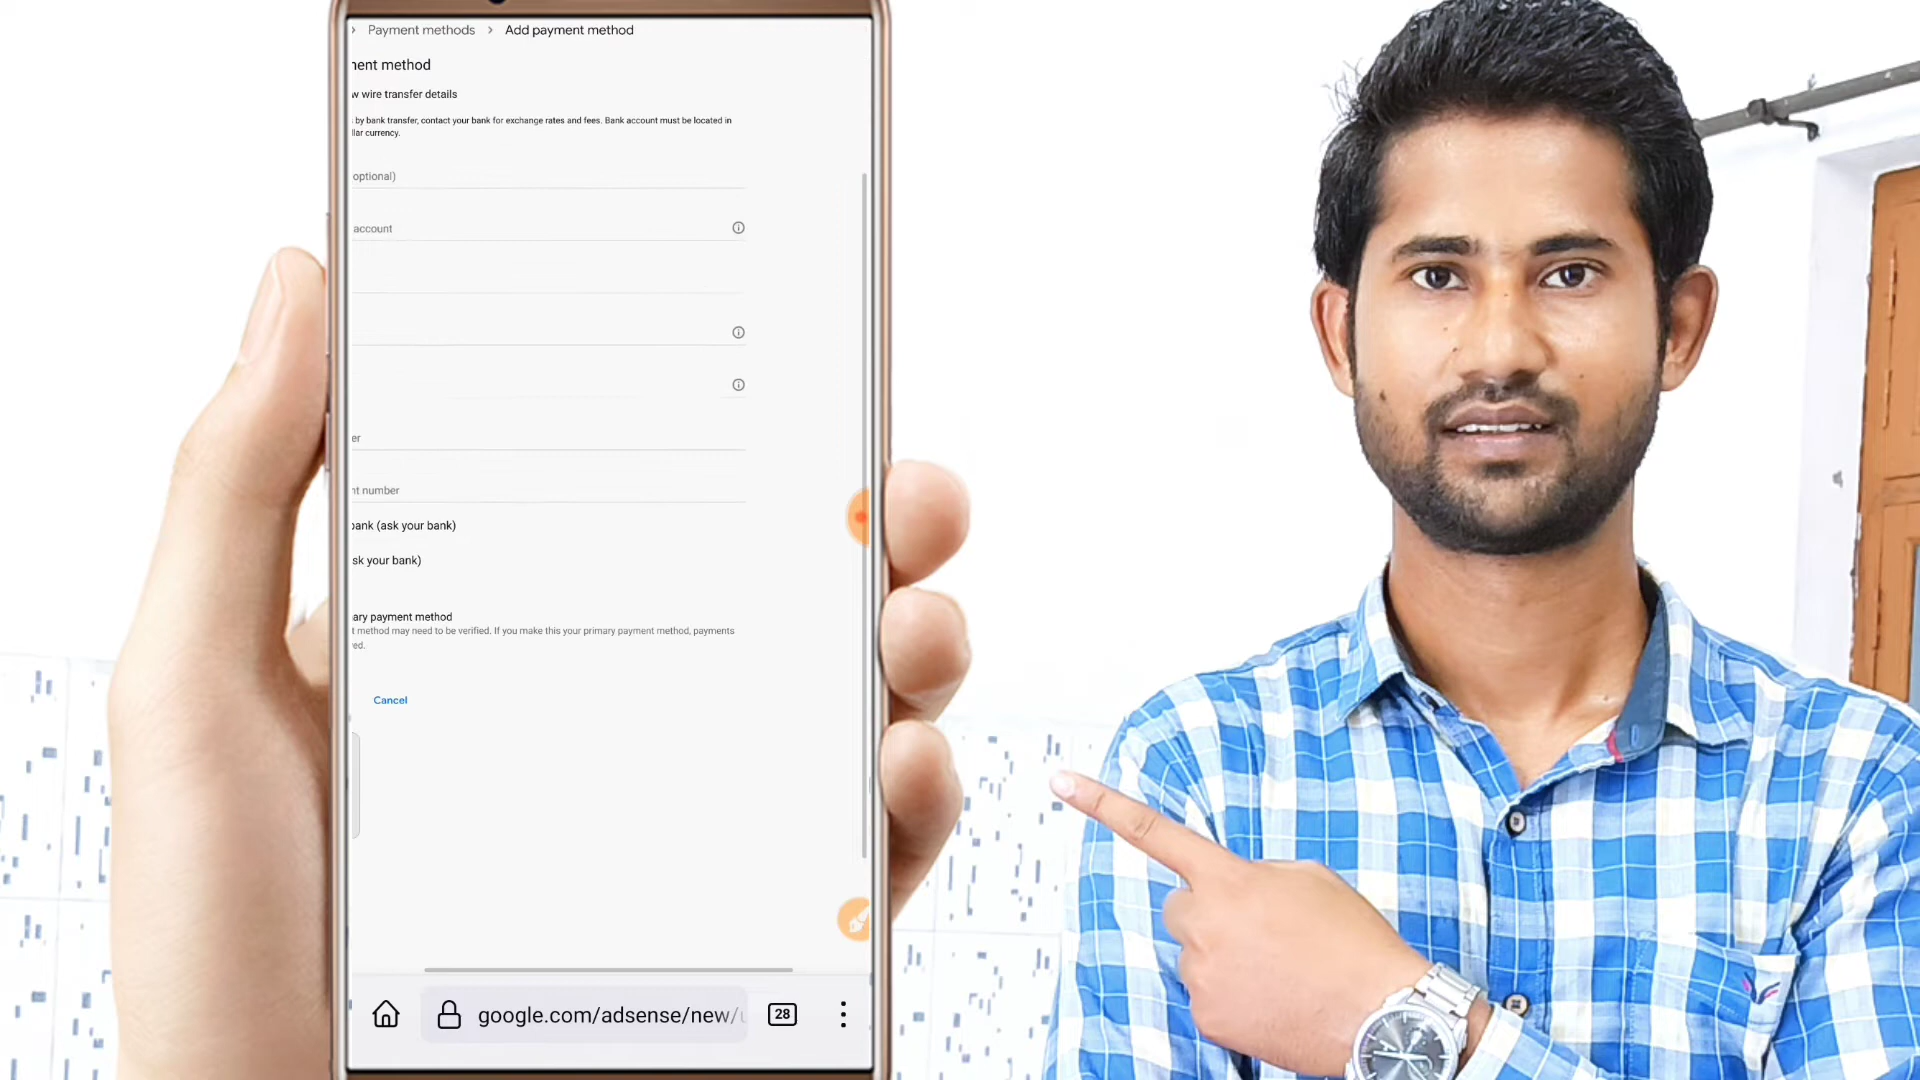 Payment methods > Add payment method
nent method
w wire transfer details
by bank transfer, contact your bank for exchange rates and fees. Bank account must be located in
llar currency.
optional)
account
er
nt number
bank (ask your bank)
sk your bank)
ary payment method
t method may need to be verified. If you make this your primary payment method, payments
ed.
Cancel
google.com/adsense/new/u
28